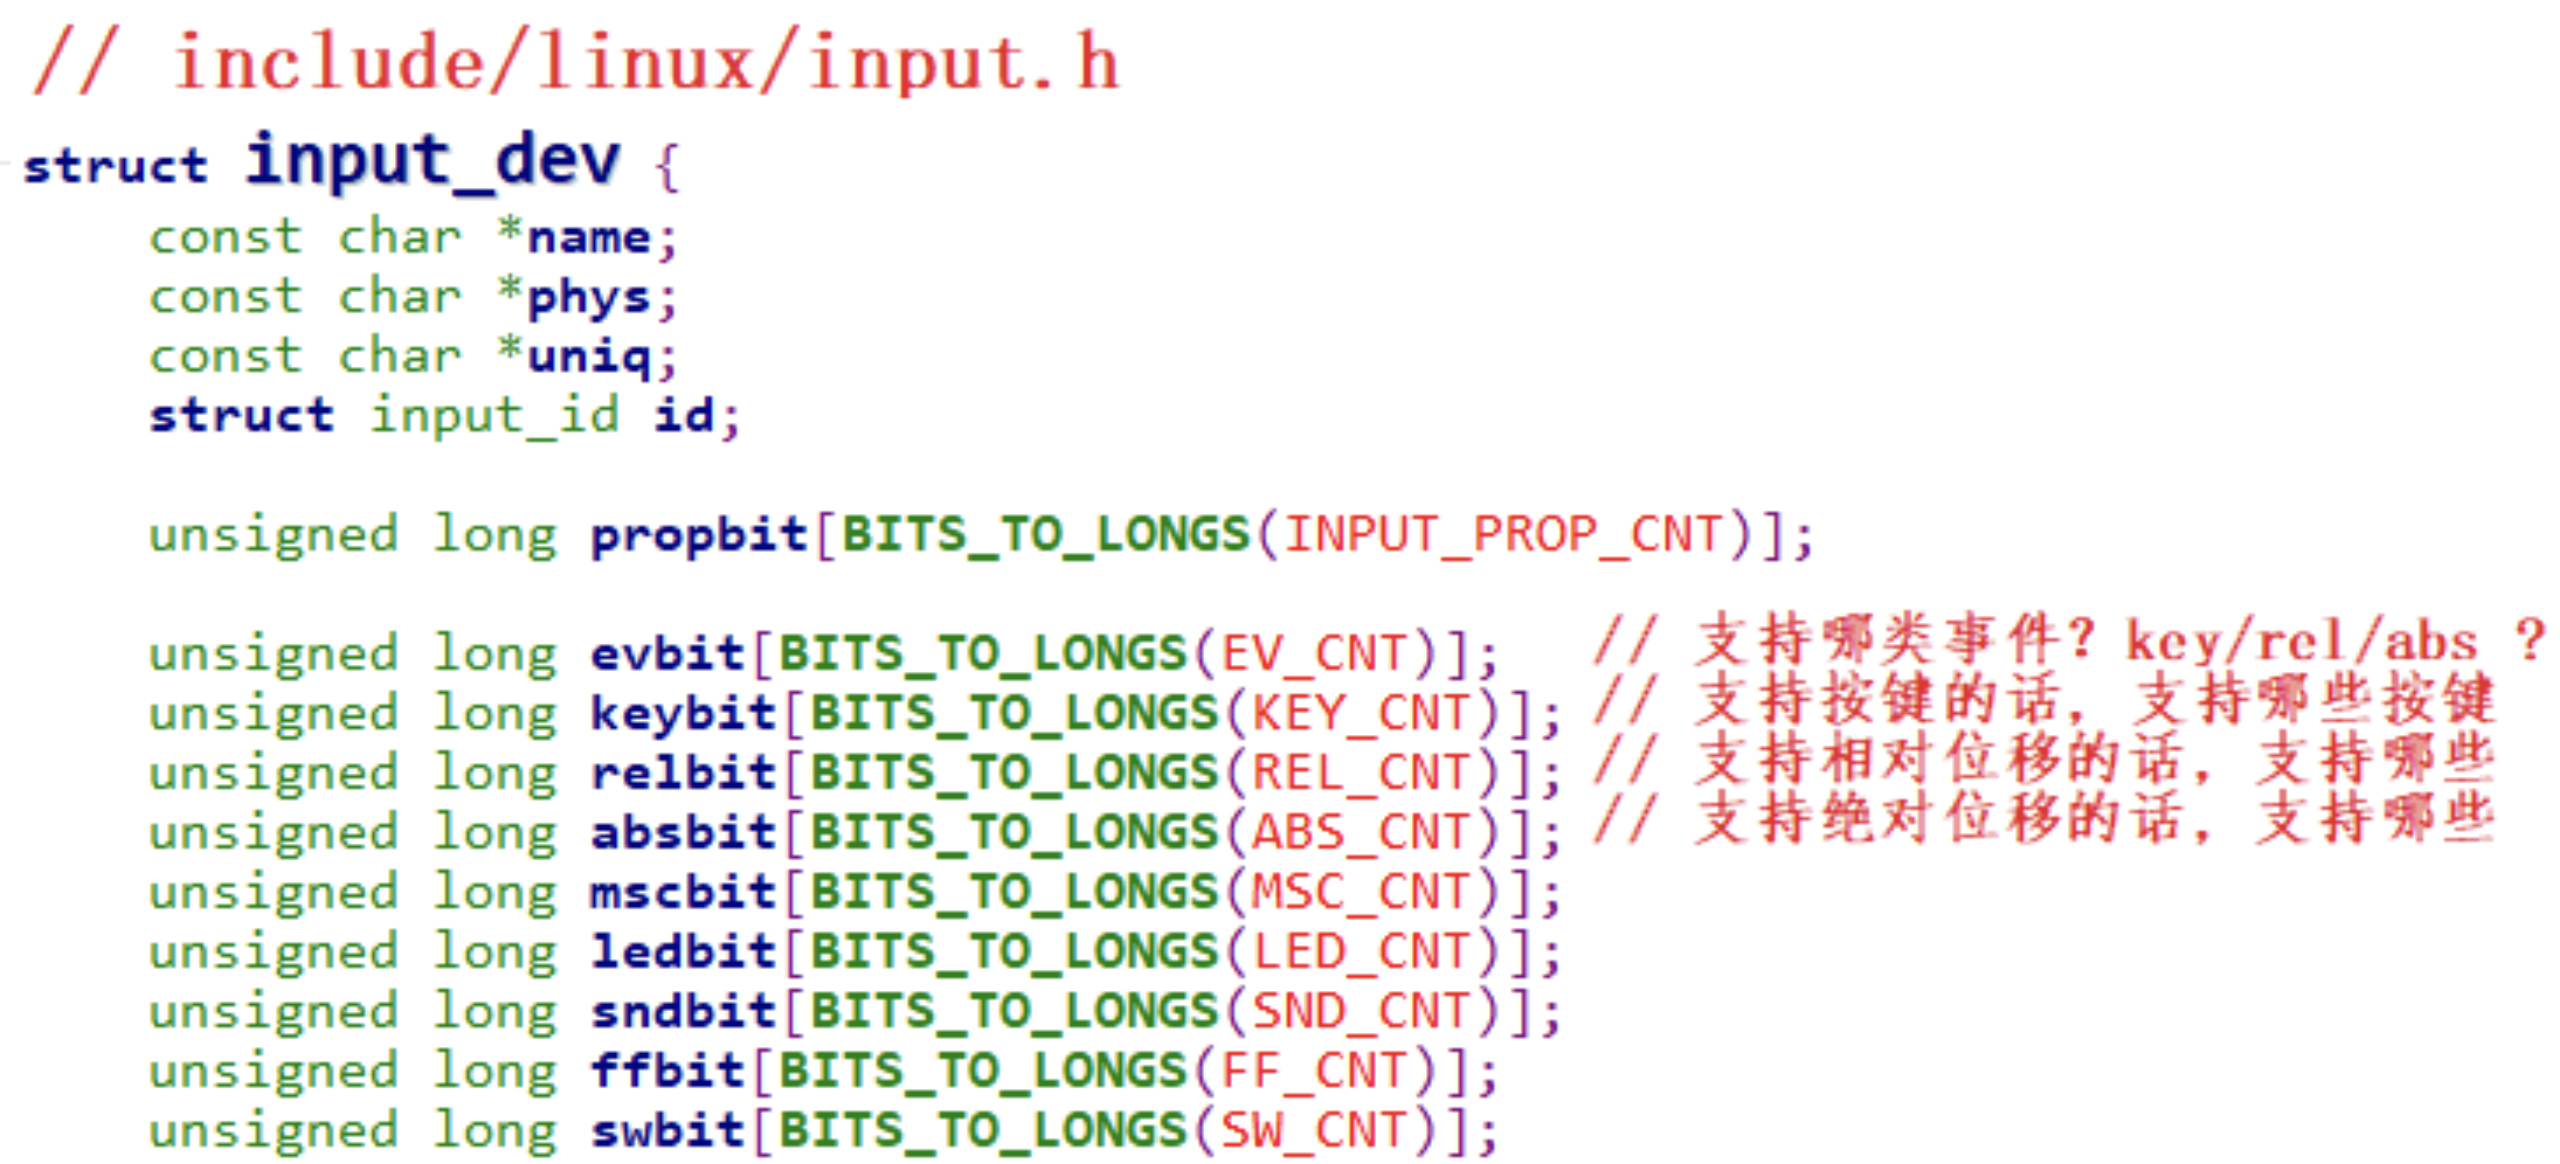 // include/linux/input.h
struct input_dev {
    const char *name;
    const char *phys;
    const char *uniq;
    struct input_id id;
    unsigned long propbit[BITS_TO_LONGS(INPUT_PROP_CNT)];
    unsigned long evbit[BITS_TO_LONGS(EV_CNT)];   // 支持哪类事件? key/rel/abs ?
    unsigned long keybit[BITS_TO_LONGS(KEY_CNT)]; // 支持按键的话, 支持哪些按键
    unsigned long relbit[BITS_TO_LONGS(REL_CNT)]; // 支持相对位移的话, 支持哪些
    unsigned long absbit[BITS_TO_LONGS(ABS_CNT)]; // 支持绝对位移的话, 支持哪些
    unsigned long mscbit[BITS_TO_LONGS(MSC_CNT)];
    unsigned long ledbit[BITS_TO_LONGS(LED_CNT)];
    unsigned long sndbit[BITS_TO_LONGS(SND_CNT)];
    unsigned long ffbit[BITS_TO_LONGS(FF_CNT)];
    unsigned long swbit[BITS_TO_LONGS(SW_CNT)];